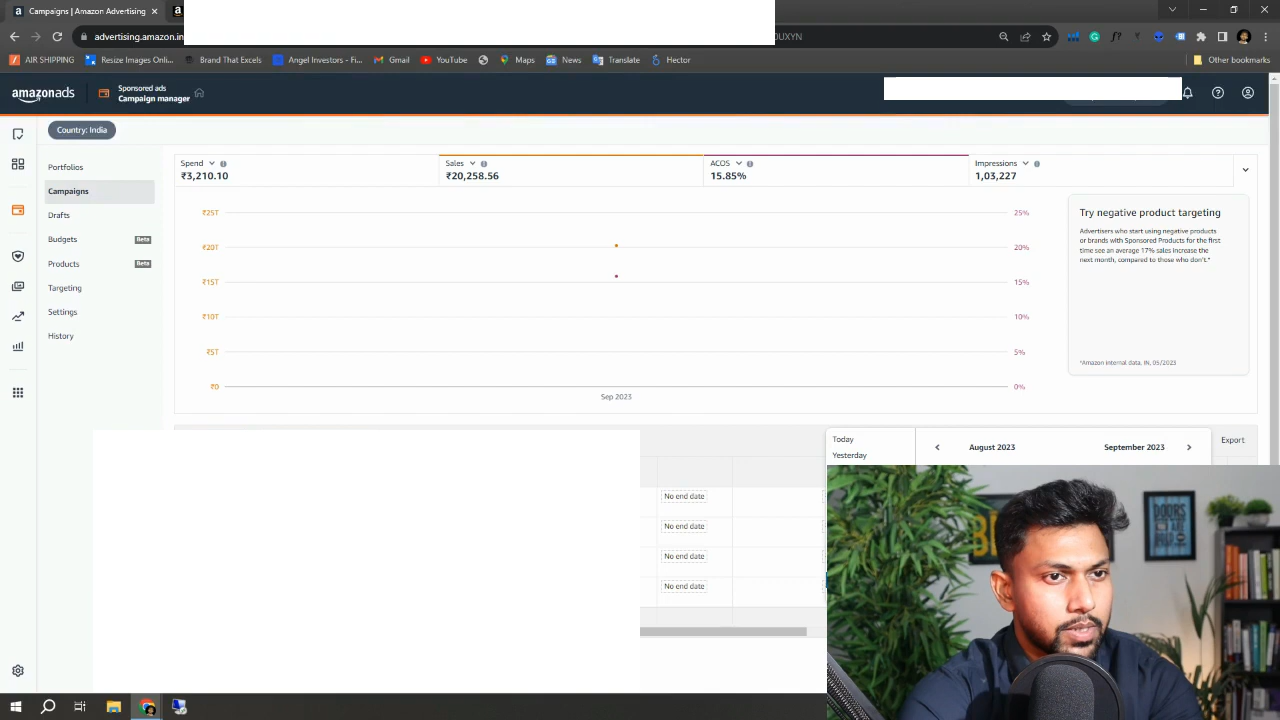 Campaigns | Amazon Advertising
advertising.amazon.in
OUXYN
AIR SHIPPING
Resize Images Onli...
Brand That Excels
Angel Investors - Fi...
Gmail
YouTube
Maps
News
Translate
Hector
Other bookmarks
amazonads
Sponsored ads
Campaign manager
Country: India
Portfolios
Campaigns
Drafts
Budgets
Beta
Products
Beta
Targeting
Settings
History
Spend
₹3,210.10
Sales
₹20,258.56
ACOS
15.85%
Impressions
1,03,227
₹25T
₹20T
₹15T
₹10T
₹5T
₹0
25%
20%
15%
10%
5%
0%
Sep 2023
Try negative product targeting
Advertisers who start using negative products
or brands with Sponsored Products for the first
time see an average 17% sales increase the
next month, compared to those who don't.*
*Amazon internal data, IN, 05/2023
Today
Yesterday
August 2023
September 2023
Export
No end date
No end date
No end date
No end date
DOORS
ARE